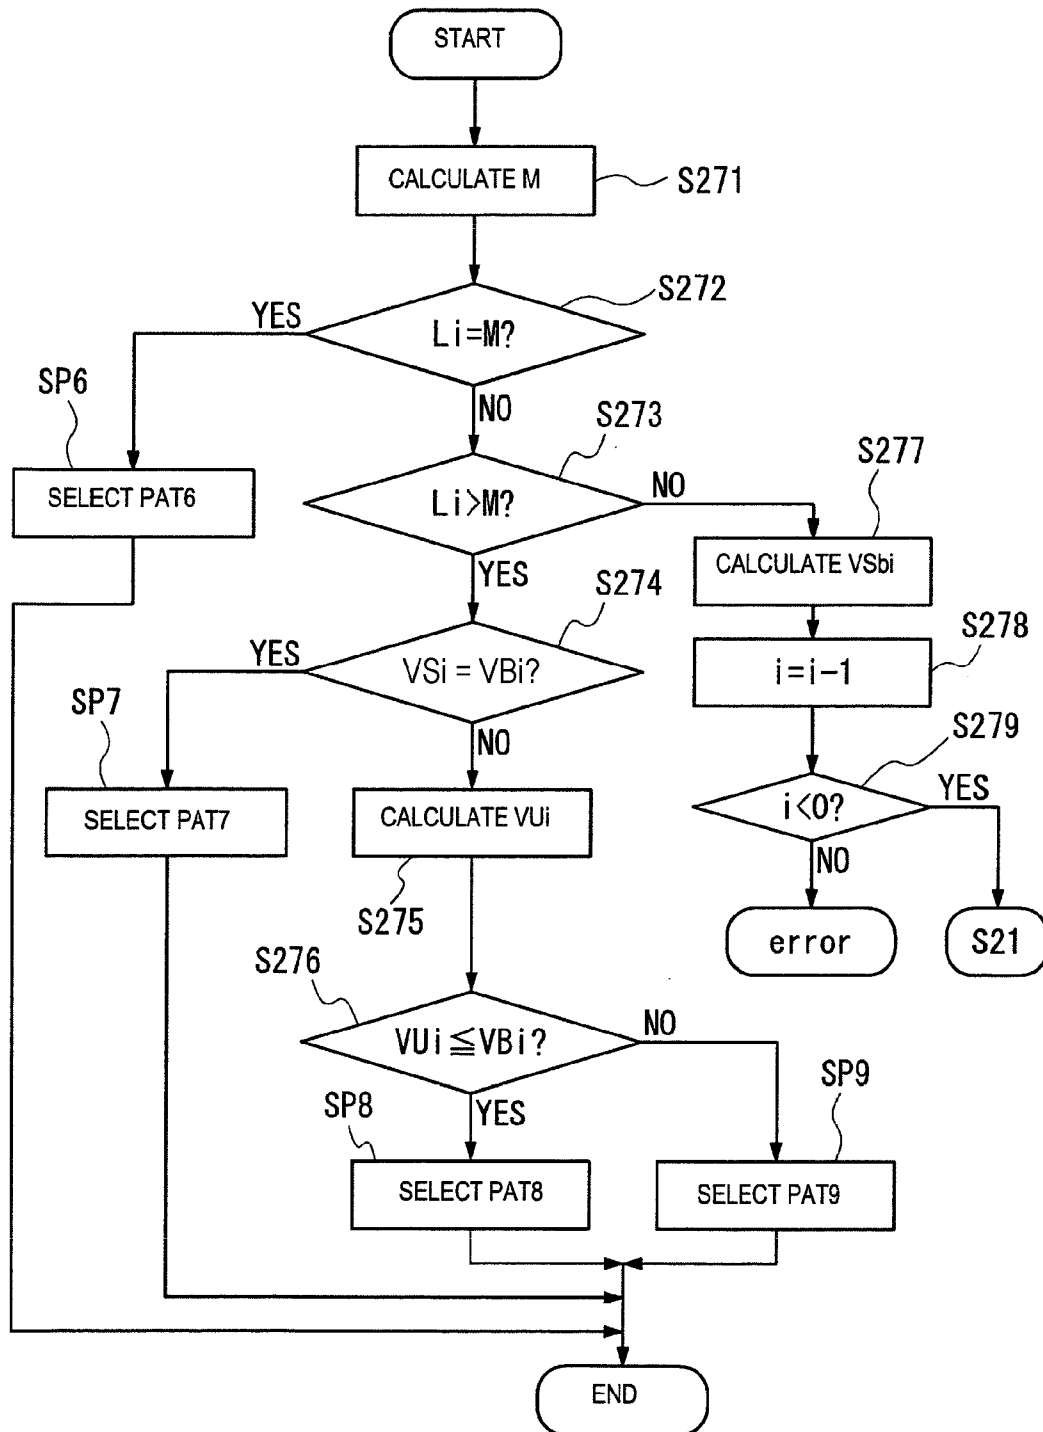 START
CALCULATE M
S271
S272
YES
Li=M?
SP6
NO
S273
S277
SELECT PAT6
Li>M?
NO
CALCULATE VSbi
YES
S274
S278
YES
VSi = VBi?
i=i-1
SP7
NO
S279
SELECT PAT7
CALCULATE VUi
i<0?
YES
NO
S275
error
S21
S276
VUi≦VBi?
NO
SP8
YES
SP9
SELECT PAT8
SELECT PAT9
END